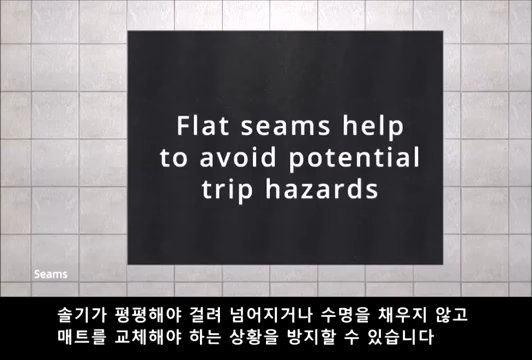 Flat seams help
to avoid potential
trip hazards
Seams
솔기가 평평해야 걸려 넘어지거나 수명을 채우지 않고
매트를 교체해야 하는 상황을 방지할 수 있습니다